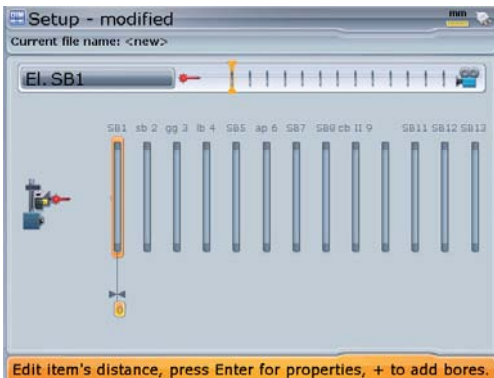 Setup - modified
mm
Current file name: <new>
El. SB1
SB1 sb 2 gg 3 lb 4 SB5 ap 6 SB7 SB8 cb II 9 SB11 SB12 SB13
0
Edit item's distance, press Enter for properties, + to add bores.